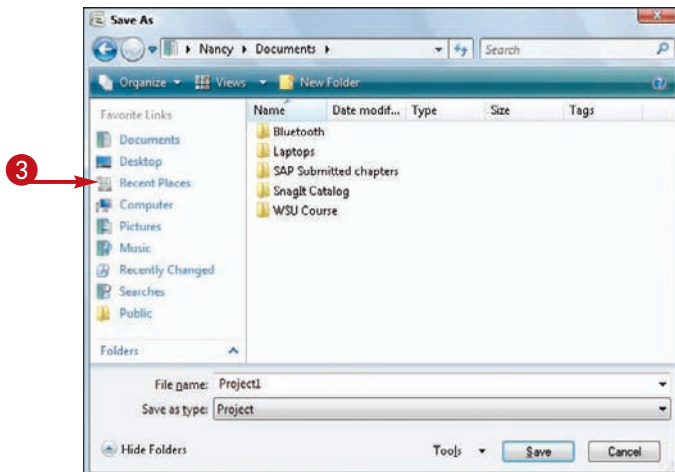 Save As
Nancy Documents Search
Organize Views New Folder
Favorite Links
Documents
Desktop
Recent Places
Computer
Pictures
Music
Recently Changed
Searches
Public
Folders
Name Date modif... Type Size Tags
Bluetooth
Laptops
SAP Submitted chapters
SnagIt Catalog
WSU Course
3
File name: Project1
Save as type: Project
Hide Folders Tools Save Cancel